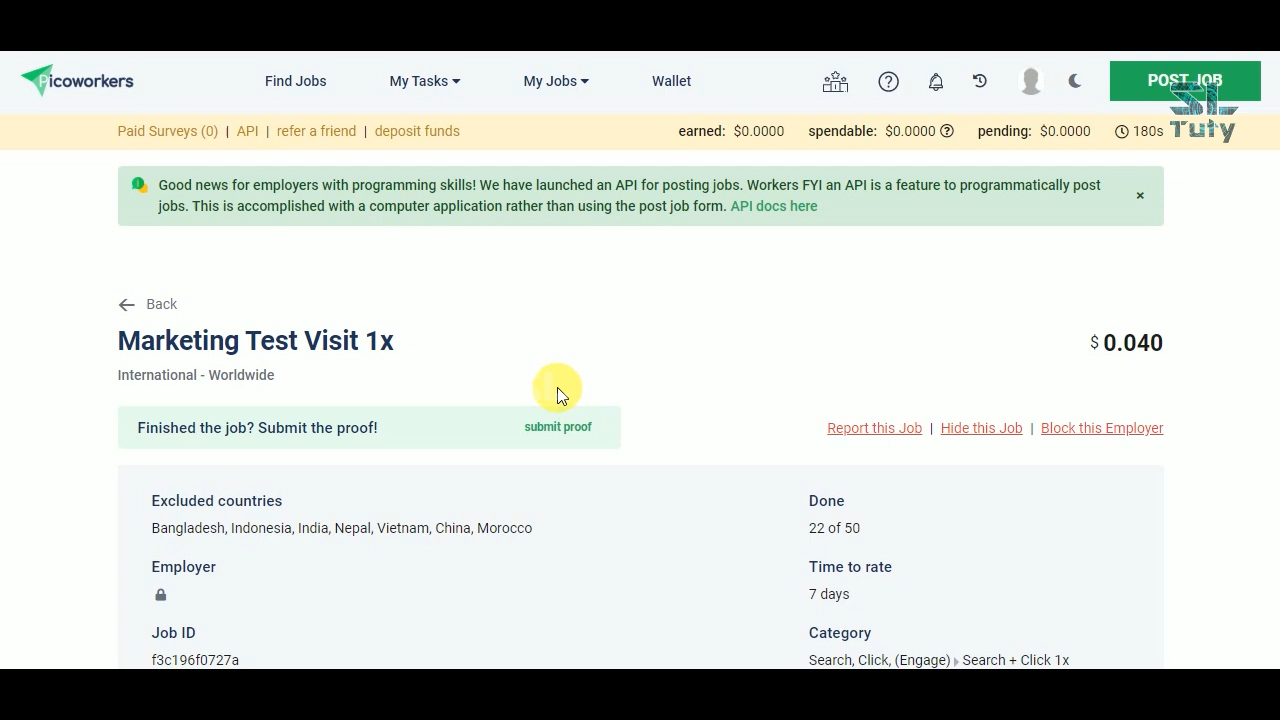 Picoworkers
Find Jobs
My Tasks
My Jobs
Wallet
POST JOB
SL
Tuty
Paid Surveys (0) | API | refer a friend | deposit funds
earned: $0.0000 spendable: $0.0000 pending: $0.0000 180s
Good news for employers with programming skills! We have launched an API for posting jobs. Workers FYI an API is a feature to programmatically post
jobs. This is accomplished with a computer application rather than using the post job form. API docs here
×
Back
Marketing Test Visit 1x
$ 0.040
International - Worldwide
Finished the job? Submit the proof!
submit proof
Report this Job | Hide this Job | Block this Employer
Excluded countries
Bangladesh, Indonesia, India, Nepal, Vietnam, China, Morocco
Done
22 of 50
Employer
Time to rate
7 days
Job ID
f3c196f0727a
Category
Search, Click, (Engage) Search + Click 1x